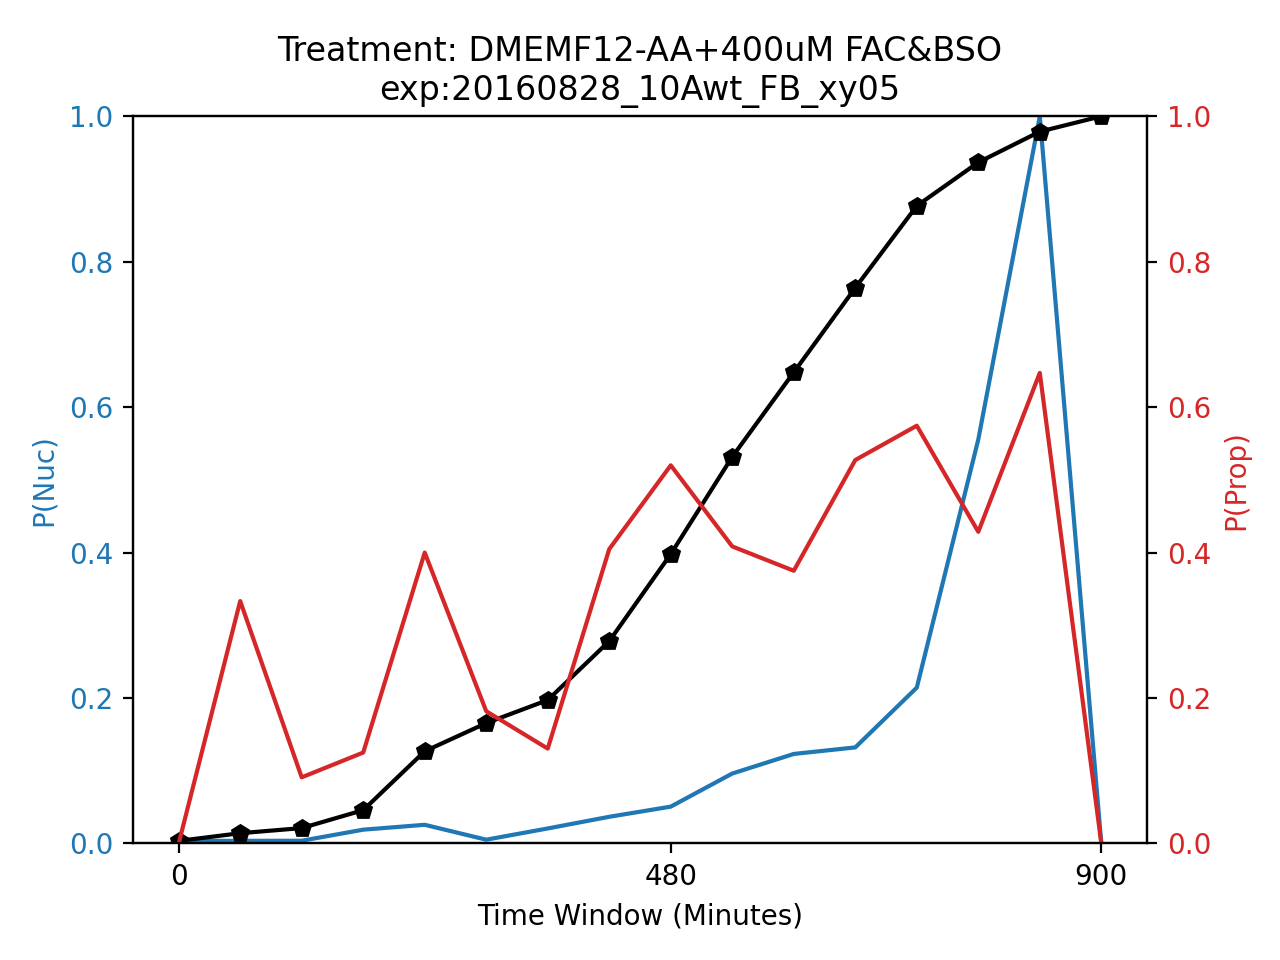 Treatment: DMEMF12-AA+400uM FAC&BSO
exp:20160828_10Awt_FB_xy05
1.0
0.8
0.6
0.4
0.2
0.0
P(Nuc)
1.0
0.8
0.6
0.4
0.2
0.0
P(Prop)
0 480 900
Time Window (Minutes)